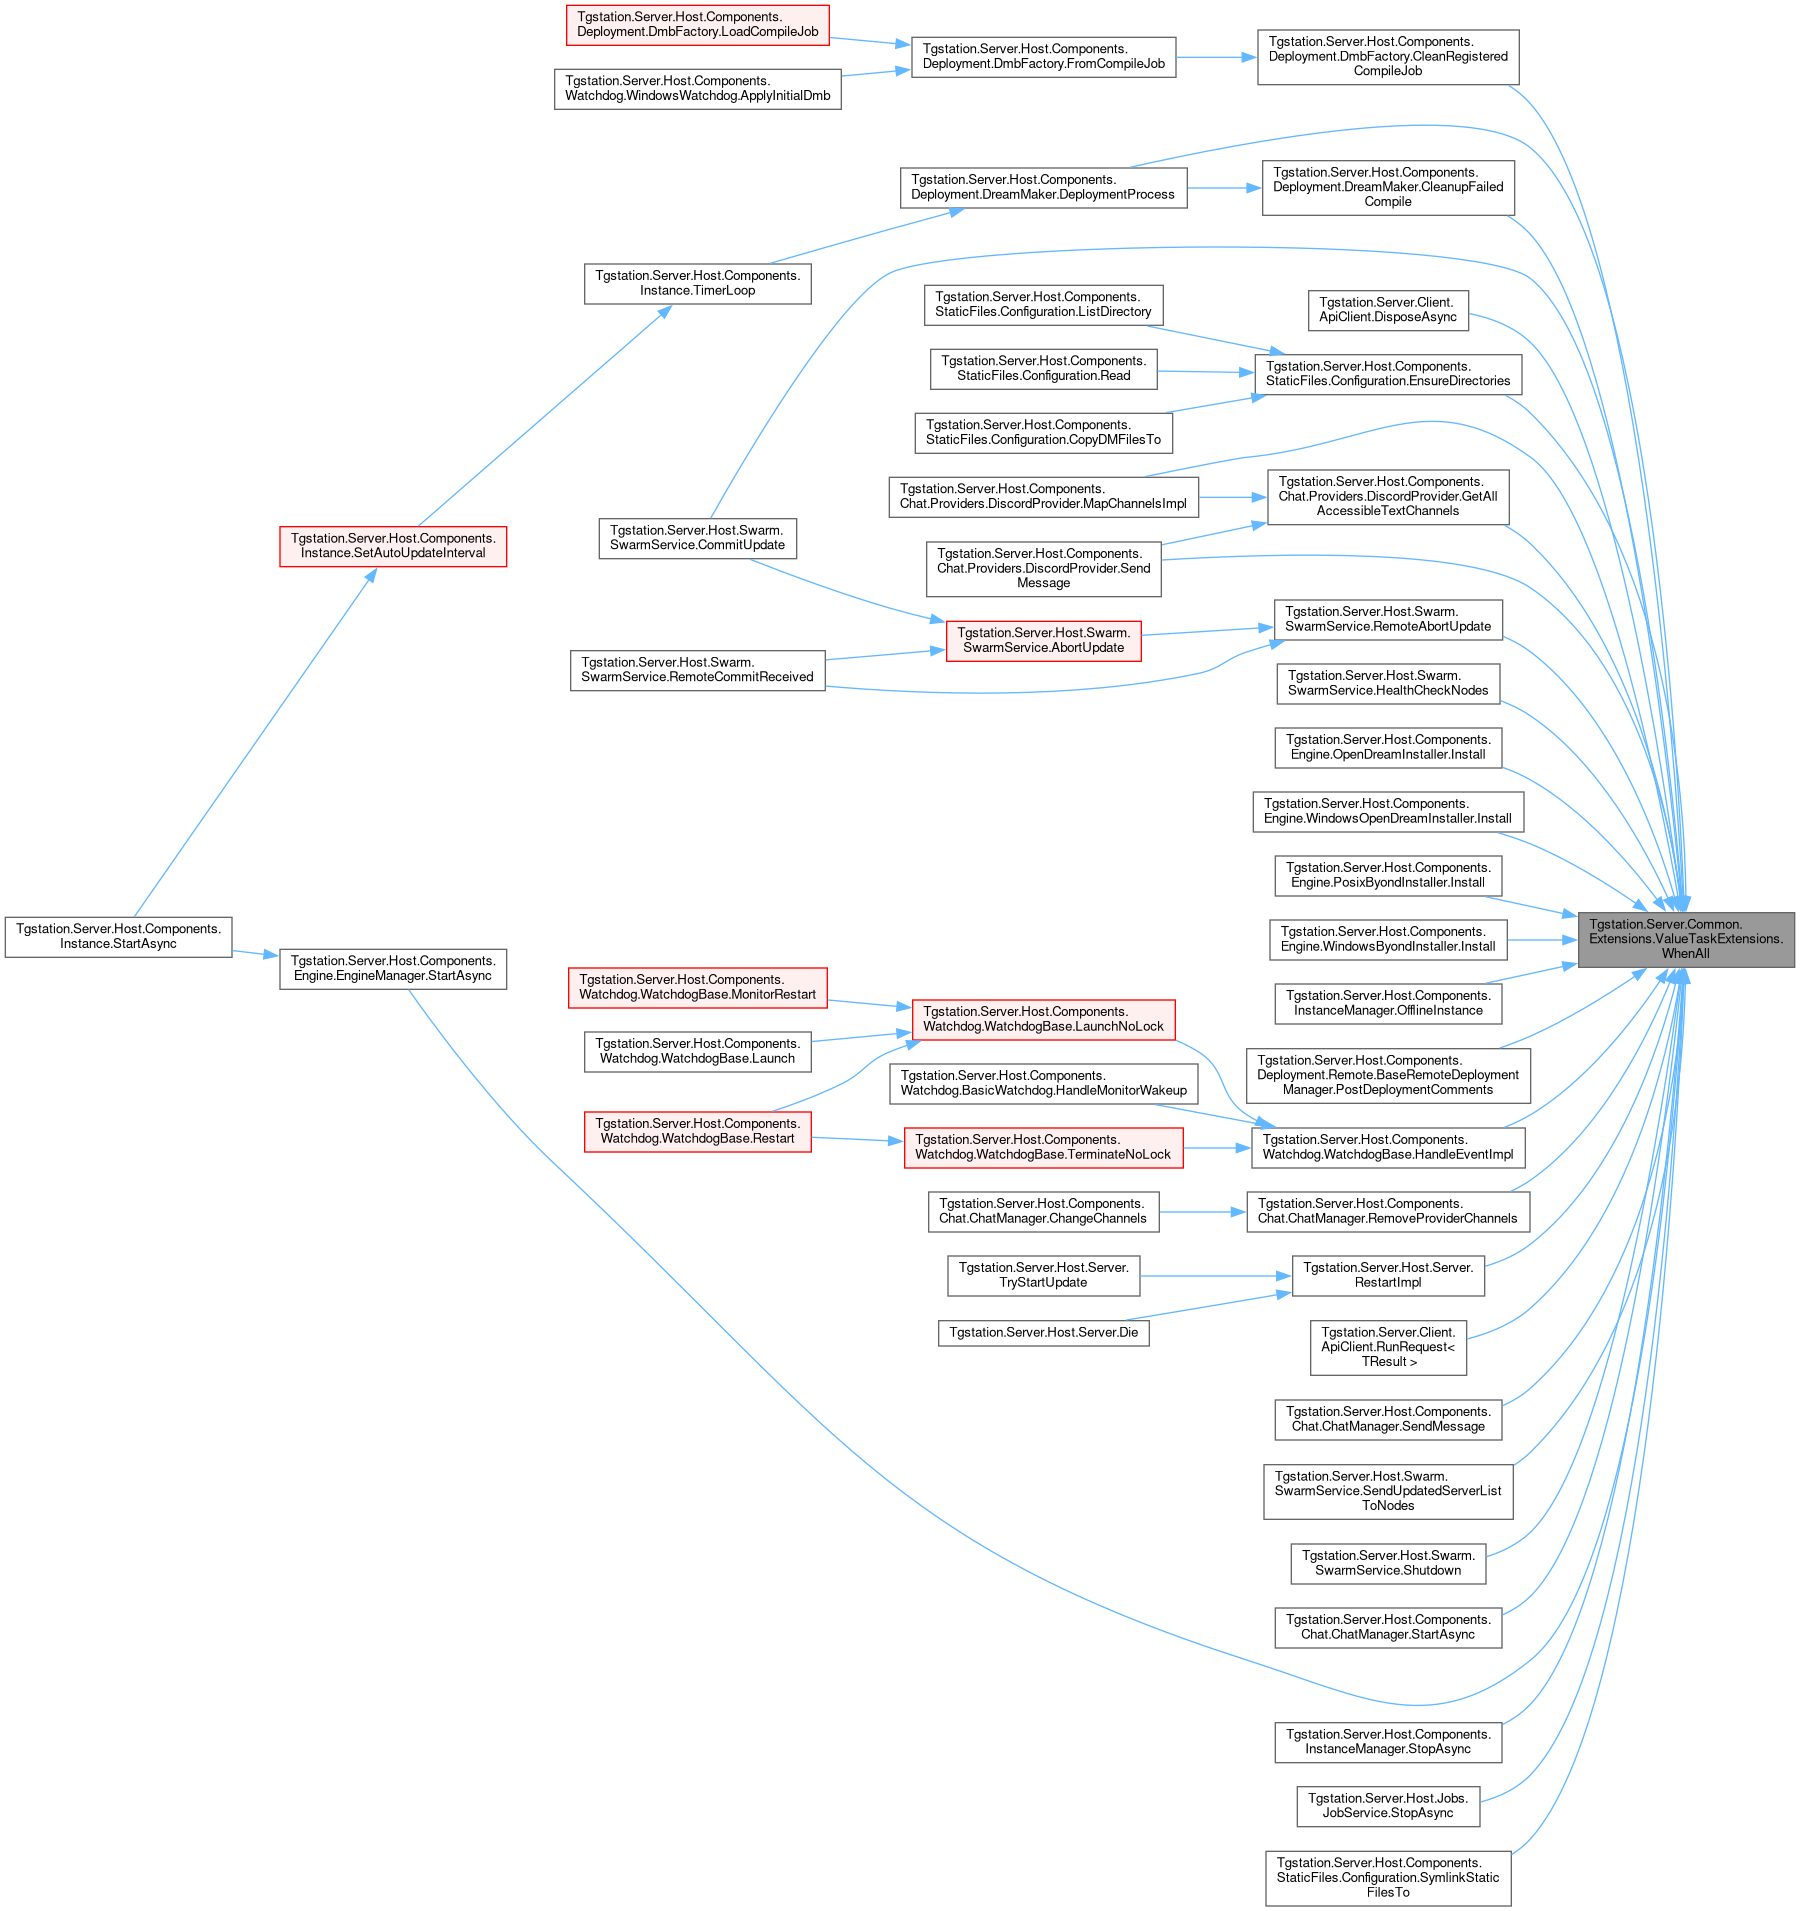 Tgstation.Server.Host.Components.
Deployment.DmbFactory.LoadCompileJob
Tgstation.Server.Host.Components.
Watchdog.WindowsWatchdog.ApplyInitialDmb
Tgstation.Server.Host.Components.
Deployment.DmbFactory.FromCompileJob
Tgstation.Server.Host.Components.
Deployment.DmbFactory.CleanRegistered
CompileJob
Tgstation.Server.Host.Components.
Deployment.DreamMaker.DeploymentProcess
Tgstation.Server.Host.Components.
Deployment.DreamMaker.CleanupFailed
Compile
Tgstation.Server.Host.Components.
Instance.TimerLoop
Tgstation.Server.Host.Components.
StaticFiles.Configuration.ListDirectory
Tgstation.Server.Client.
ApiClient.DisposeAsync
Tgstation.Server.Host.Components.
StaticFiles.Configuration.Read
Tgstation.Server.Host.Components.
StaticFiles.Configuration.EnsureDirectories
Tgstation.Server.Host.Components.
StaticFiles.Configuration.CopyDMFilesTo
Tgstation.Server.Host.Components.
Chat.Providers.DiscordProvider.MapChannelsImpl
Tgstation.Server.Host.Components.
Chat.Providers.DiscordProvider.GetAll
AccessibleTextChannels
Tgstation.Server.Host.Components.
Instance.SetAutoUpdateInterval
Tgstation.Server.Host.Swarm.
SwarmService.CommitUpdate
Tgstation.Server.Host.Components.
Chat.Providers.DiscordProvider.Send
Message
Tgstation.Server.Host.Swarm.
SwarmService.RemoteAbortUpdate
Tgstation.Server.Host.Swarm.
SwarmService.AbortUpdate
Tgstation.Server.Host.Swarm.
SwarmService.RemoteCommitReceived
Tgstation.Server.Host.Swarm.
SwarmService.HealthCheckNodes
Tgstation.Server.Host.Components.
Engine.OpenDreamInstaller.Install
Tgstation.Server.Host.Components.
Engine.WindowsOpenDreamInstaller.Install
Tgstation.Server.Host.Components.
Engine.PosixByondInstaller.Install
Tgstation.Server.Common.
Extensions.ValueTaskExtensions.
WhenAll
Tgstation.Server.Host.Components.
Instance.StartAsync
Tgstation.Server.Host.Components.
Engine.EngineManager.StartAsync
Tgstation.Server.Host.Components.
Engine.WindowsByondInstaller.Install
Tgstation.Server.Host.Components.
Watchdog.WatchdogBase.MonitorRestart
Tgstation.Server.Host.Components.
InstanceManager.OfflineInstance
Tgstation.Server.Host.Components.
Watchdog.WatchdogBase.LaunchNoLock
Tgstation.Server.Host.Components.
Watchdog.WatchdogBase.Launch
Tgstation.Server.Host.Components.
Deployment.Remote.BaseRemoteDeployment
Manager.PostDeploymentComments
Tgstation.Server.Host.Components.
Watchdog.BasicWatchdog.HandleMonitorWakeup
Tgstation.Server.Host.Components.
Watchdog.WatchdogBase.Restart
Tgstation.Server.Host.Components.
Watchdog.WatchdogBase.TerminateNoLock
Tgstation.Server.Host.Components.
Watchdog.WatchdogBase.HandleEventImpl
Tgstation.Server.Host.Components.
Chat.ChatManager.ChangeChannels
Tgstation.Server.Host.Components.
Chat.ChatManager.RemoveProviderChannels
Tgstation.Server.Host.Server.
TryStartUpdate
Tgstation.Server.Host.Server.
RestartImpl
Tgstation.Server.Host.Server.Die
Tgstation.Server.Client.
ApiClient.RunRequest<
TResult >
Tgstation.Server.Host.Components.
Chat.ChatManager.SendMessage
Tgstation.Server.Host.Swarm.
SwarmService.SendUpdatedServerList
ToNodes
Tgstation.Server.Host.Swarm.
SwarmService.Shutdown
Tgstation.Server.Host.Components.
Chat.ChatManager.StartAsync
Tgstation.Server.Host.Components.
InstanceManager.StopAsync
Tgstation.Server.Host.Jobs.
JobService.StopAsync
Tgstation.Server.Host.Components.
StaticFiles.Configuration.SymlinkStatic
FilesTo